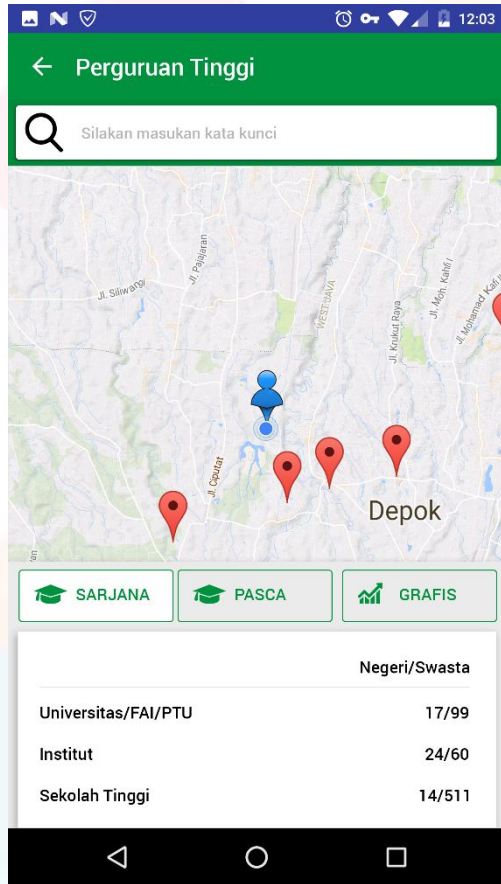 12:03
Perguruan Tinggi
Silakan masukan kata kunci
Jl. Siliwangi
Jl. Pajajaran
WEST JAVA
Jl. Krukut Raya
Jl. Moh. Kahfi I
Jl. Mohamad Kafi
Jl. Ciputat
Depok
SARJANA
PASCA
GRAFIS
Negeri/Swasta
Universitas/FAI/PTU 17/99
Institut 24/60
Sekolah Tinggi 14/511